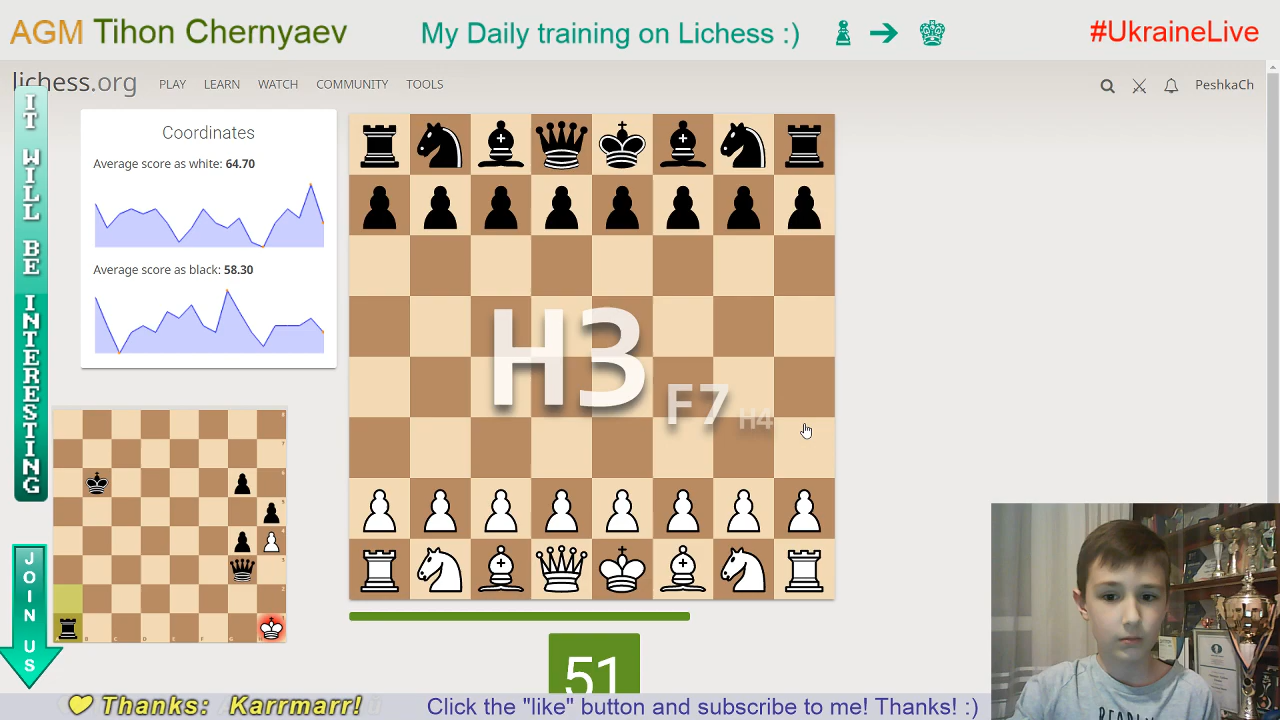 AGM Tihon Chernyaev
My Daily training on Lichess :)
#UkraineLive
lichess.org
PLAY
LEARN
WATCH
COMMUNITY
TOOLS
PeshkaCh
IT WILL BE INTERESTING
JOIN US
Coordinates
Average score as white: 64.70
Average score as black: 58.30
H3
F7
H4
51
Thanks: Karrmarr!
Click the "like" button and subscribe to me! Thanks! :)